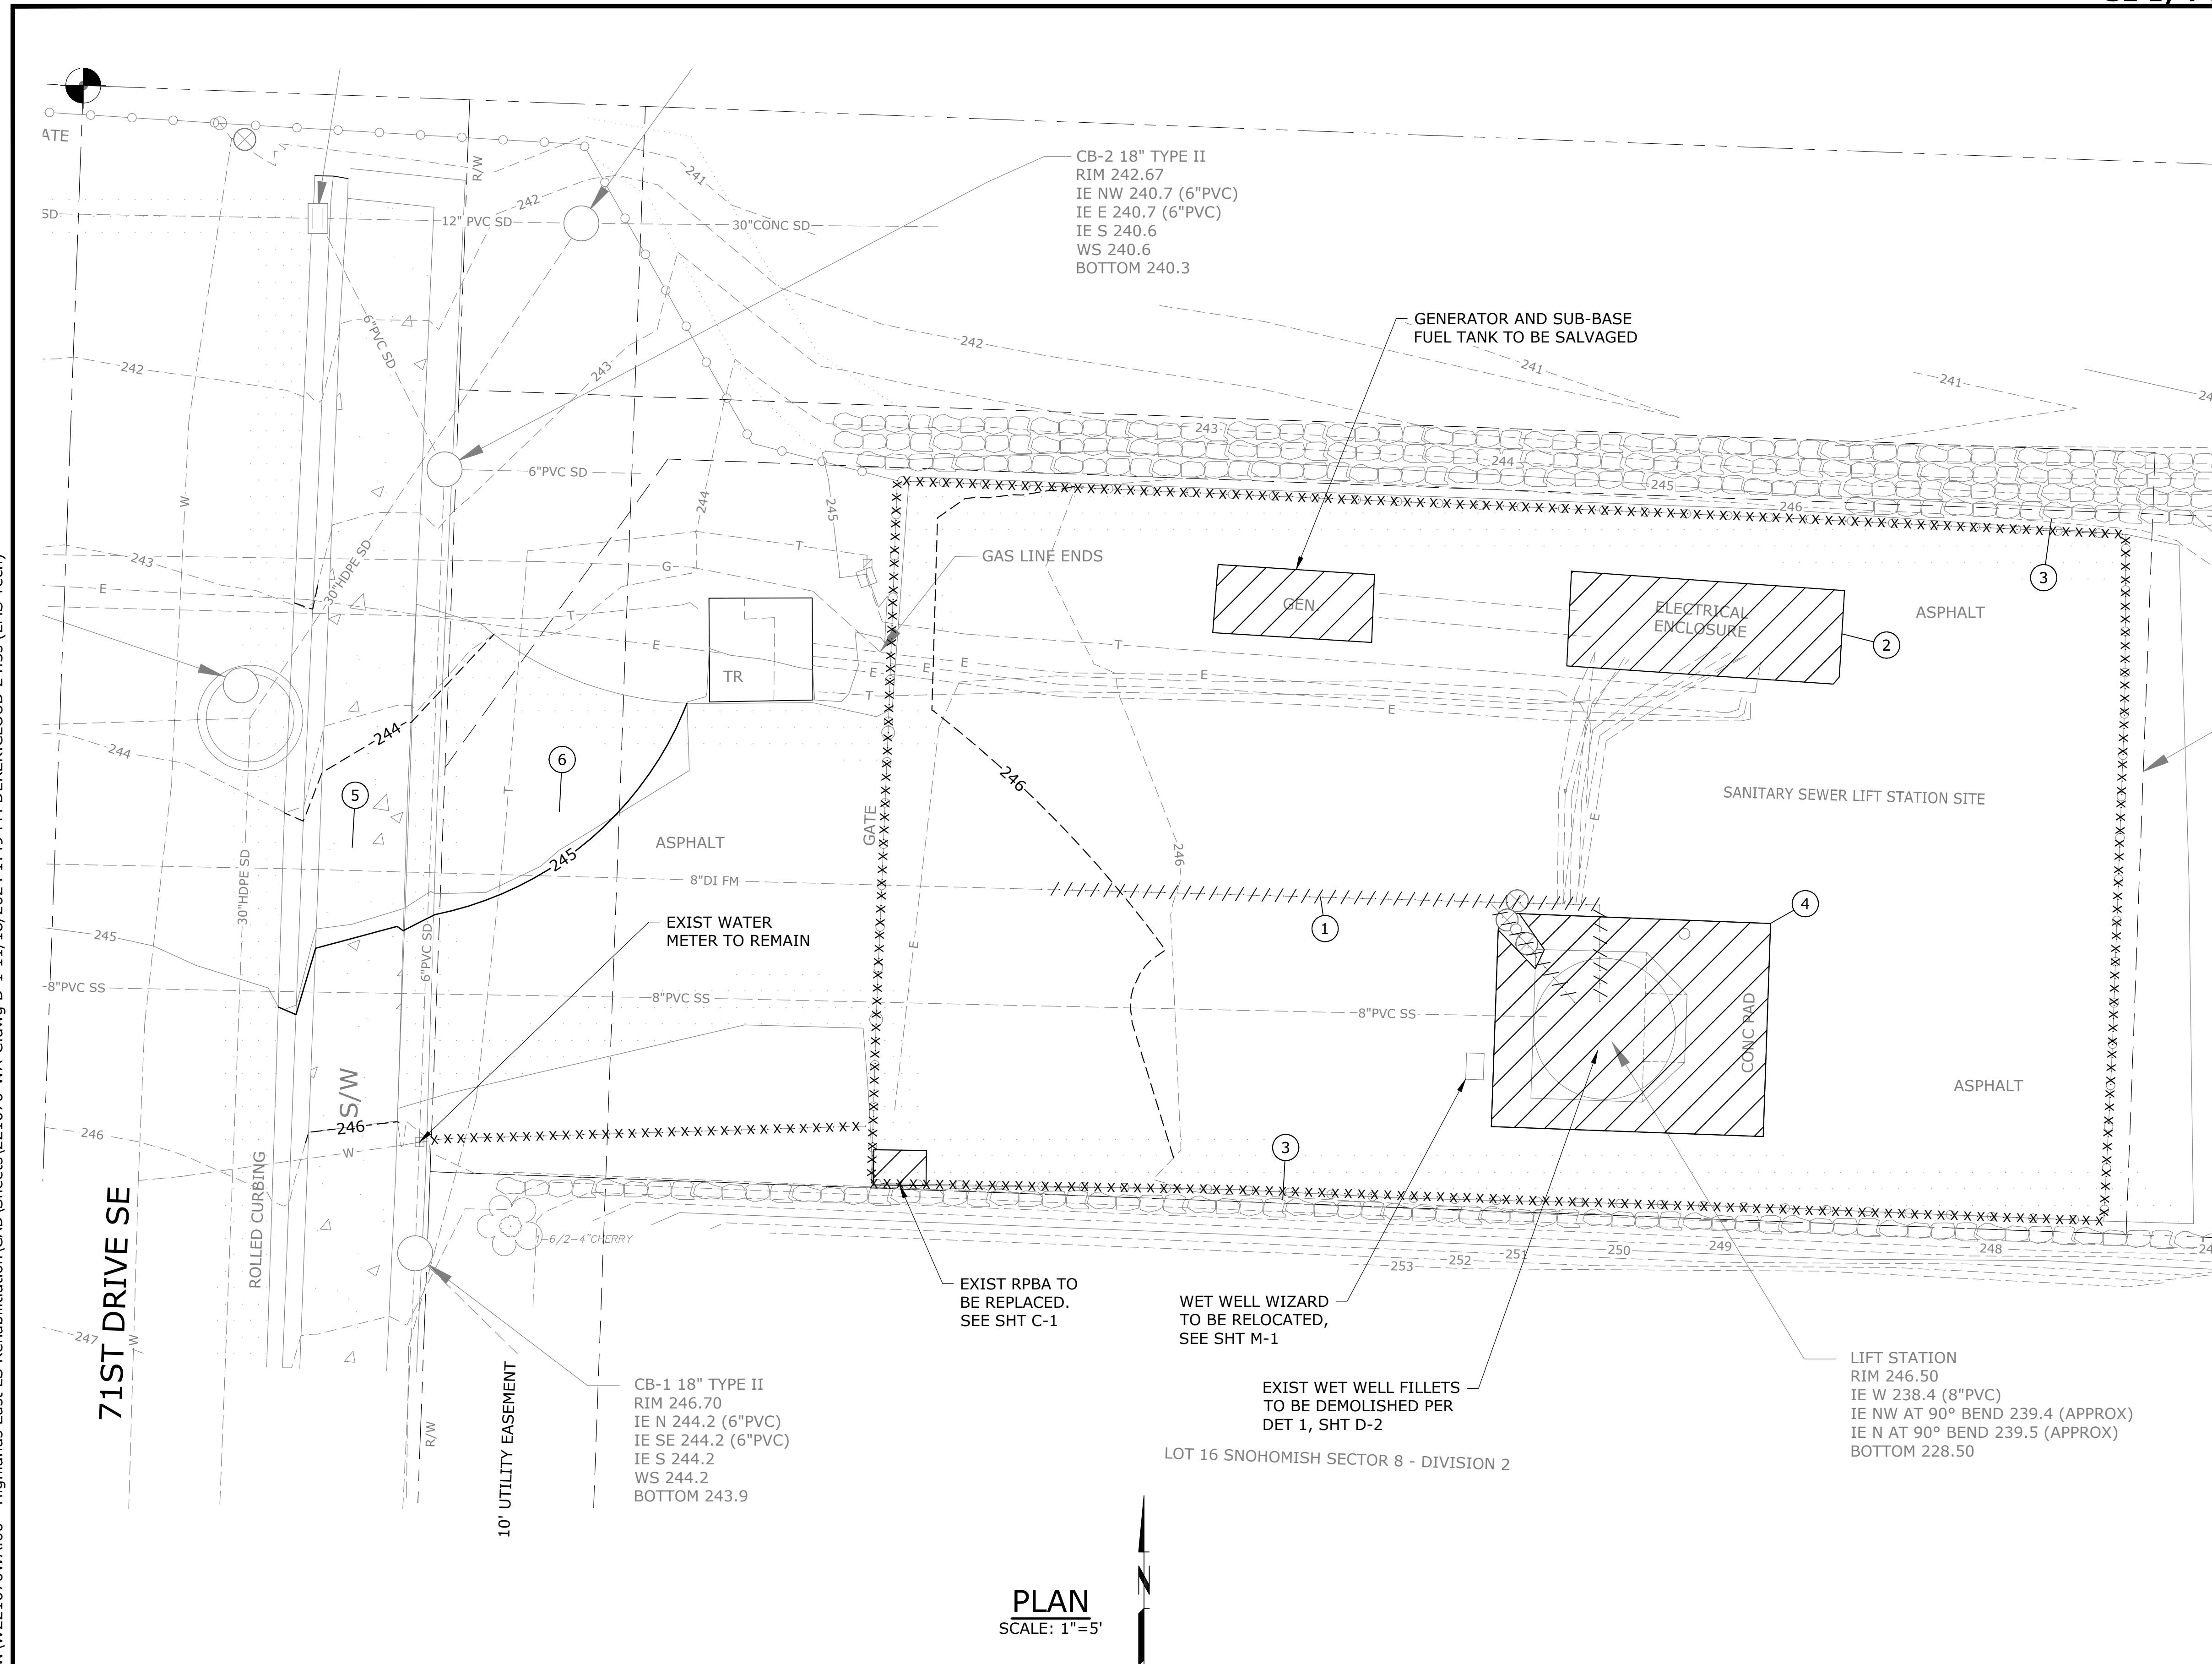 ATE
R/W
241
CB-2 18" TYPE II
RIM 242.67
IE NW 240.7 (6"PVC)
IE E 240.7 (6"PVC)
IE S 240.6
WS 240.6
BOTTOM 240.3
SD
12" PVC SD
242
30"CONC SD
6"PVC SD
242
243
242
GENERATOR AND SUB-BASE
FUEL TANK TO BE SALVAGED
241
241
243
244
245
246
6"PVC SD
244
245
W
30"HDPE SD
243
E
T
G
GAS LINE ENDS
3
GEN.
ELECTRICAL
ENCLOSURE
ASPHALT
2
T
E
TR
E
E
E
T
T
E
E
244
244
6
5
T
246
SANITARY SEWER LIFT STATION SITE
GATE
ASPHALT
245
246
E
30"HDPE SD
8"DI FM
1
4
EXIST WATER
METER TO REMAIN
245
6"PVC SD
E
8"PVC SS
8"PVC SS
8"PVC SS
CONC PAD
ASPHALT
S/W
246
246
W
3
ROLLED CURBING
71ST DRIVE SE
1-6/2-4"CHERRY
253
252
251
250
249
248
EXIST RPBA TO
BE REPLACED.
SEE SHT C-1
WET WELL WIZARD
TO BE RELOCATED,
SEE SHT M-1
247
W
EXIST WET WELL FILLETS
TO BE DEMOLISHED PER
DET 1, SHT D-2
LIFT STATION
RIM 246.50
IE W 238.4 (8"PVC)
IE NW AT 90° BEND 239.4 (APPROX)
IE N AT 90° BEND 239.5 (APPROX)
BOTTOM 228.50
CB-1 18" TYPE II
RIM 246.70
IE N 244.2 (6"PVC)
IE SE 244.2 (6"PVC)
IE S 244.2
WS 244.2
BOTTOM 243.9
R/W
10' UTILITY EASEMENT
LOT 16 SNOHOMISH SECTOR 8 - DIVISION 2
N
PLAN
SCALE: 1"=5'